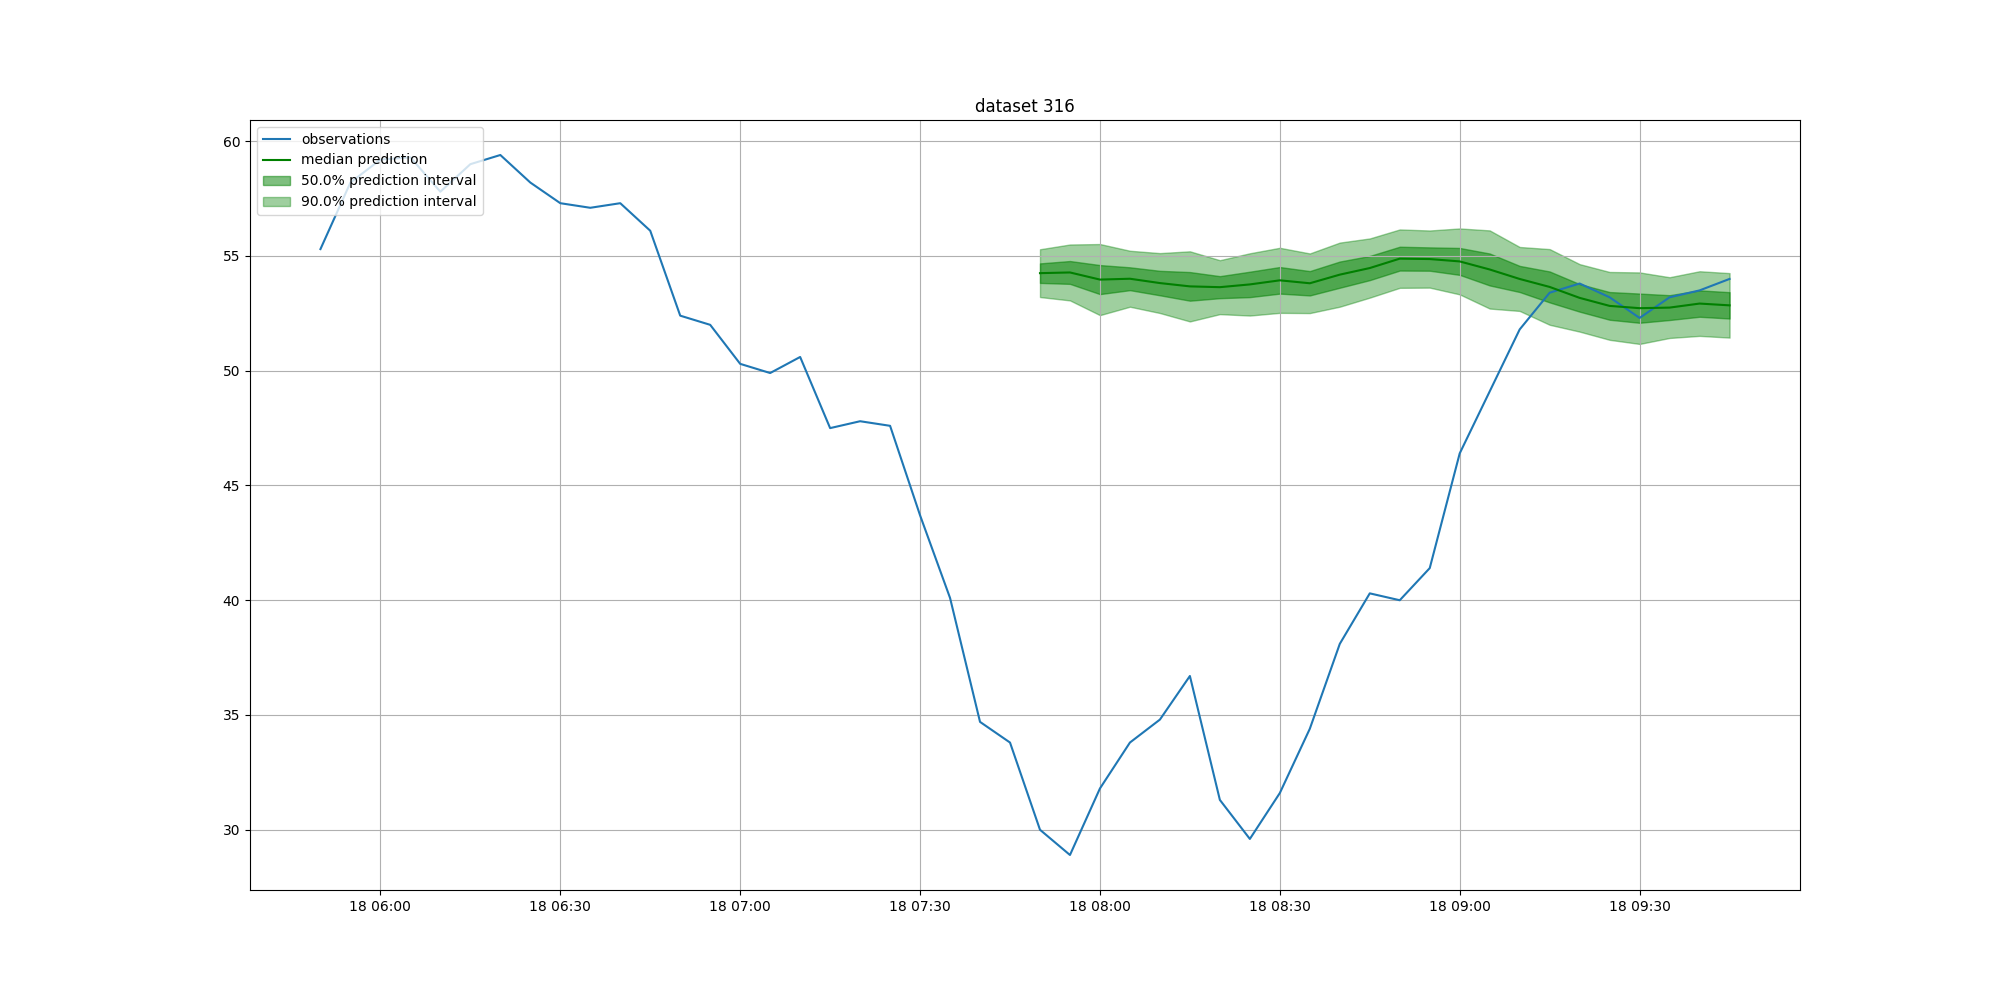 dataset 316
observations
median prediction
50.0% prediction interval
90.0% prediction interval
60
55
50
45
40
35
30
18 06:00 18 06:30 18 07:00 18 07:30 18 08:00 18 08:30 18 09:00 18 09:30